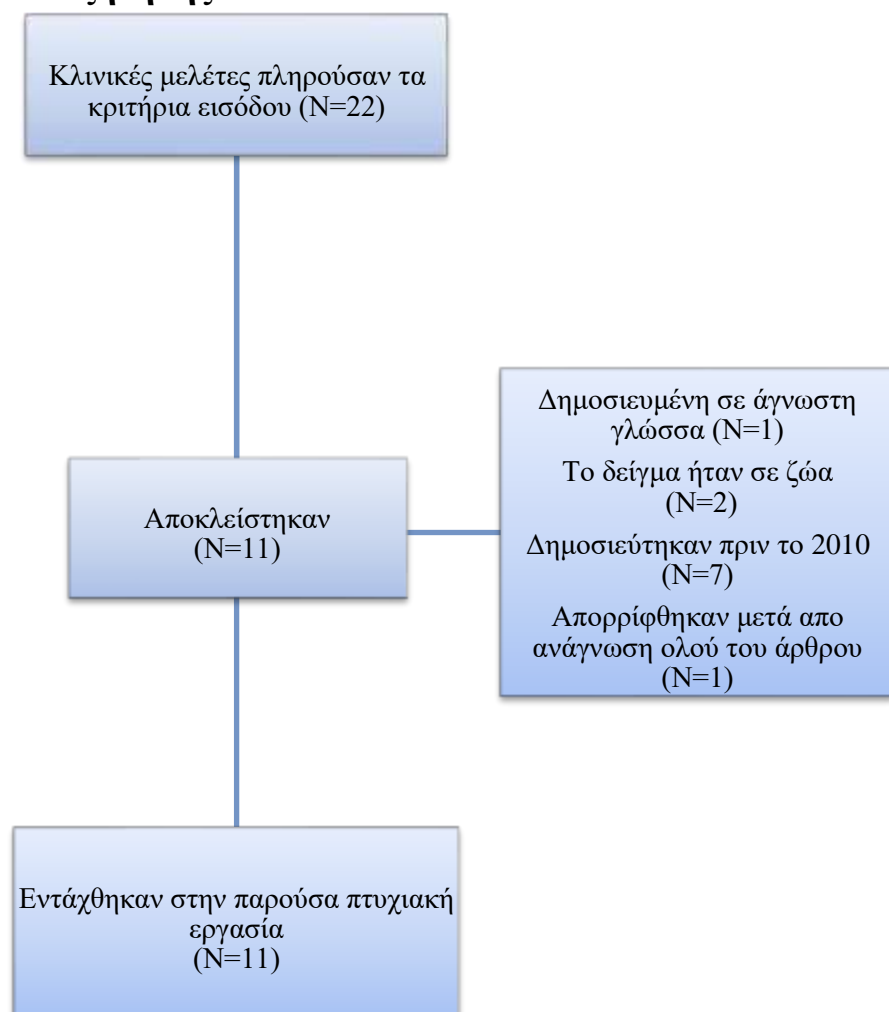 Κλινικές μελέτες πληρούσαν τα
κριτήρια εισόδου (N=22)
Αποκλείστηκαν
(N=11)
Δημοσιευμένη σε άγνωστη
γλώσσα (N=1)
Το δείγμα ήταν σε ζώα
(N=2)
Δημοσιεύτηκαν πριν το 2010
(N=7)
Απορρίφθηκαν μετά απο
ανάγνωση ολού του άρθρου
(N=1)
Εντάχθηκαν στην παρούσα πτυχιακή
εργασία
(N=11)